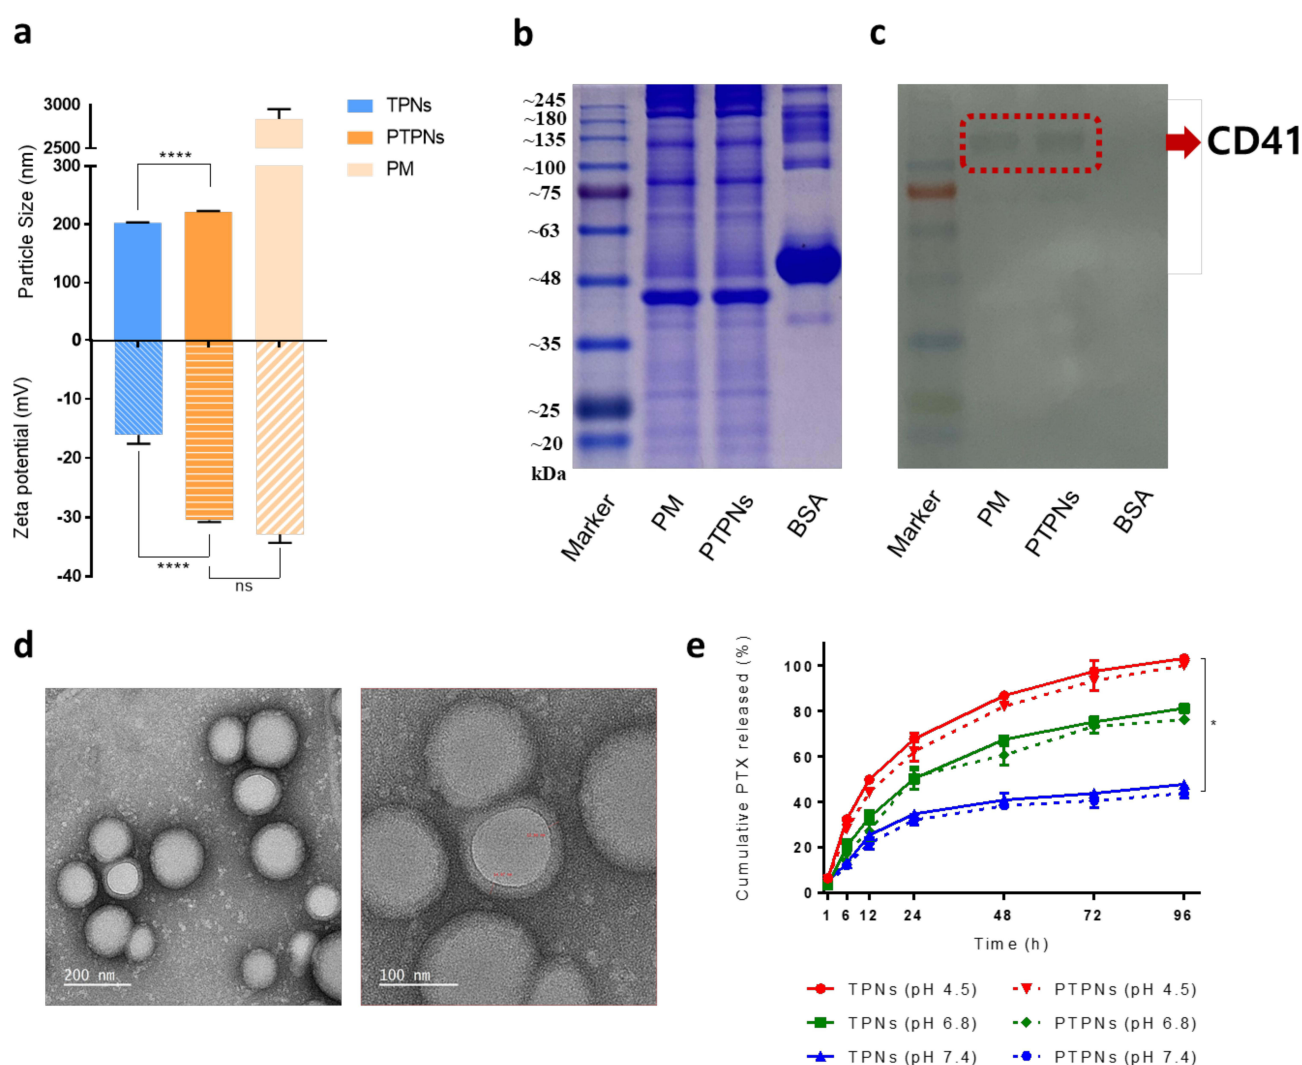 a
3000
2500
300
200
100
0
-10
-20
-30
-40
Particle Size (nm)
Zeta potential (mV)
****
****
ns
TPNs
PTPNs
PM
b
~245
~180
~135
~100
~75
~63
~48
~35
~25
~20
kDa
Marker
PM
PTPNs
BSA
c
CD41
Marker
PM
PTPNs
BSA
d
200 nm
100 nm
e
Cumulative PTX released (%)
100
80
60
40
20
0
1 6 12 24 48 72 96
Time (h)
*
TPNs (pH 4.5)
PTPNs (pH 4.5)
TPNs (pH 6.8)
PTPNs (pH 6.8)
TPNs (pH 7.4)
PTPNs (pH 7.4)